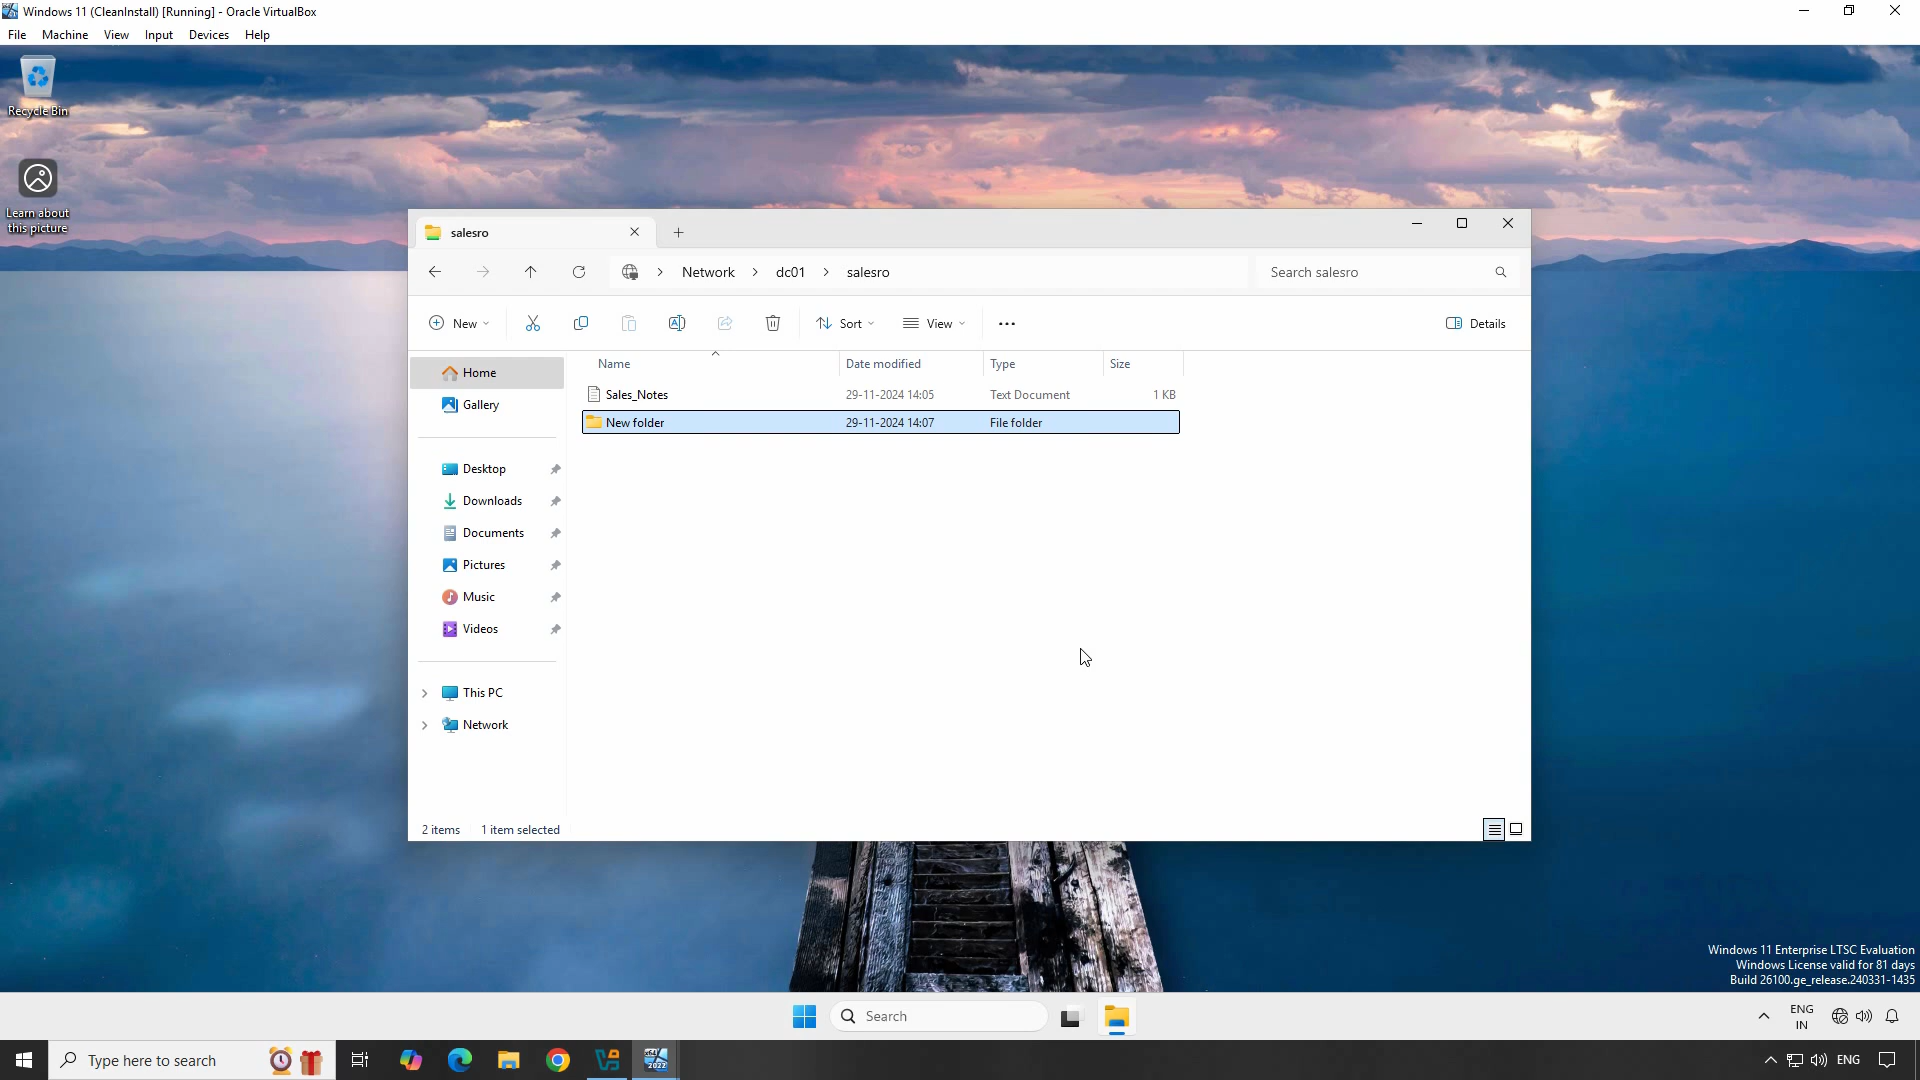 Windows 11 (CleanInstall) [Running] - Oracle VirtualBox
File Machine View Input Devices Help
Recycle Bin
Learn about
this picture
salesro
Network dc01 salesro
Search salesro
New
Sort
View
Details
Name Date modified Type Size
Sales_Notes 29-11-2024 14:05 Text Document 1 KB
New folder 29-11-2024 14:07 File folder
Home
Gallery
Desktop
Downloads
Documents
Pictures
Music
Videos
This PC
Network
2 items 1 item selected
Windows 11 Enterprise LTSC Evaluation
Windows License valid for 81 days
Build 26100.ge_release.240331-1435
Search
ENG
IN
Type here to search
x64
2022
ENG